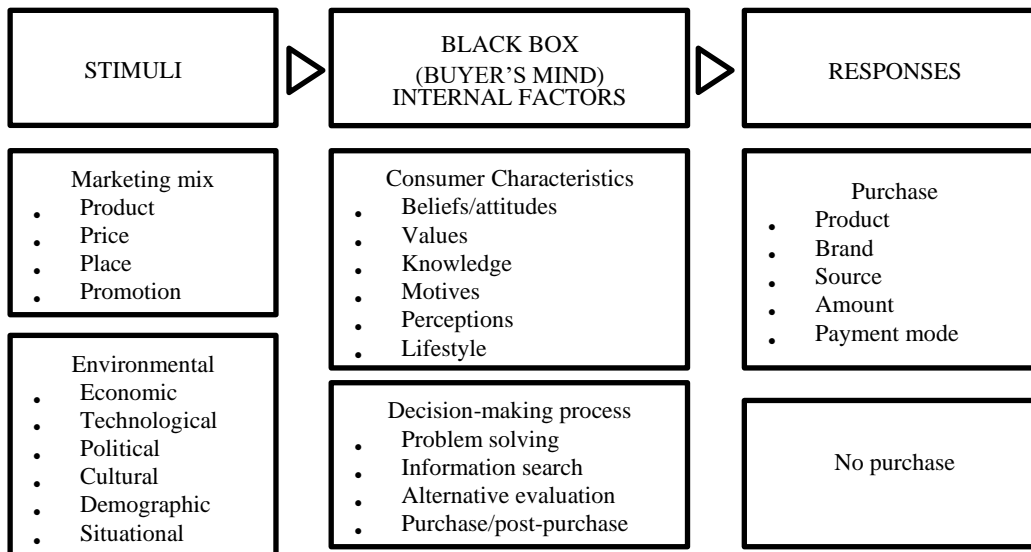 STIMULI
BLACK BOX
(BUYER’S MIND)
INTERNAL FACTORS
RESPONSES
Marketing mix
• Product
• Price
• Place
• Promotion
Environmental
• Economic
• Technological
• Political
• Cultural
• Demographic
• Situational
Consumer Characteristics
• Beliefs/attitudes
• Values
• Knowledge
• Motives
• Perceptions
• Lifestyle
Decision-making process
• Problem solving
• Information search
• Alternative evaluation
• Purchase/post-purchase
Purchase
• Product
• Brand
• Source
• Amount
• Payment mode
No purchase